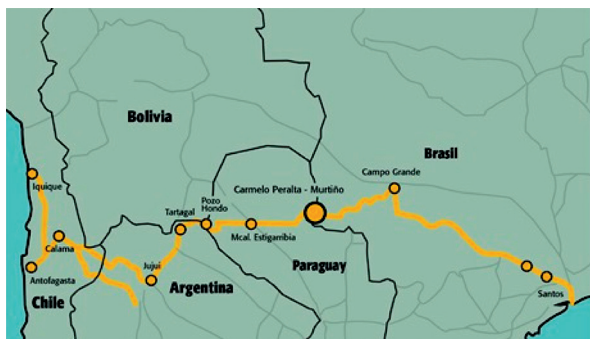 Bolivia
Brasil
Campo Grande
Carmelo Peralta - Murtiño
Iquique
Pozo
Hondo
Tartagal
Mcal. Estigarribia
Calama
Jujui
Paraguay
Antofagasta
Argentina
Chile
Santos